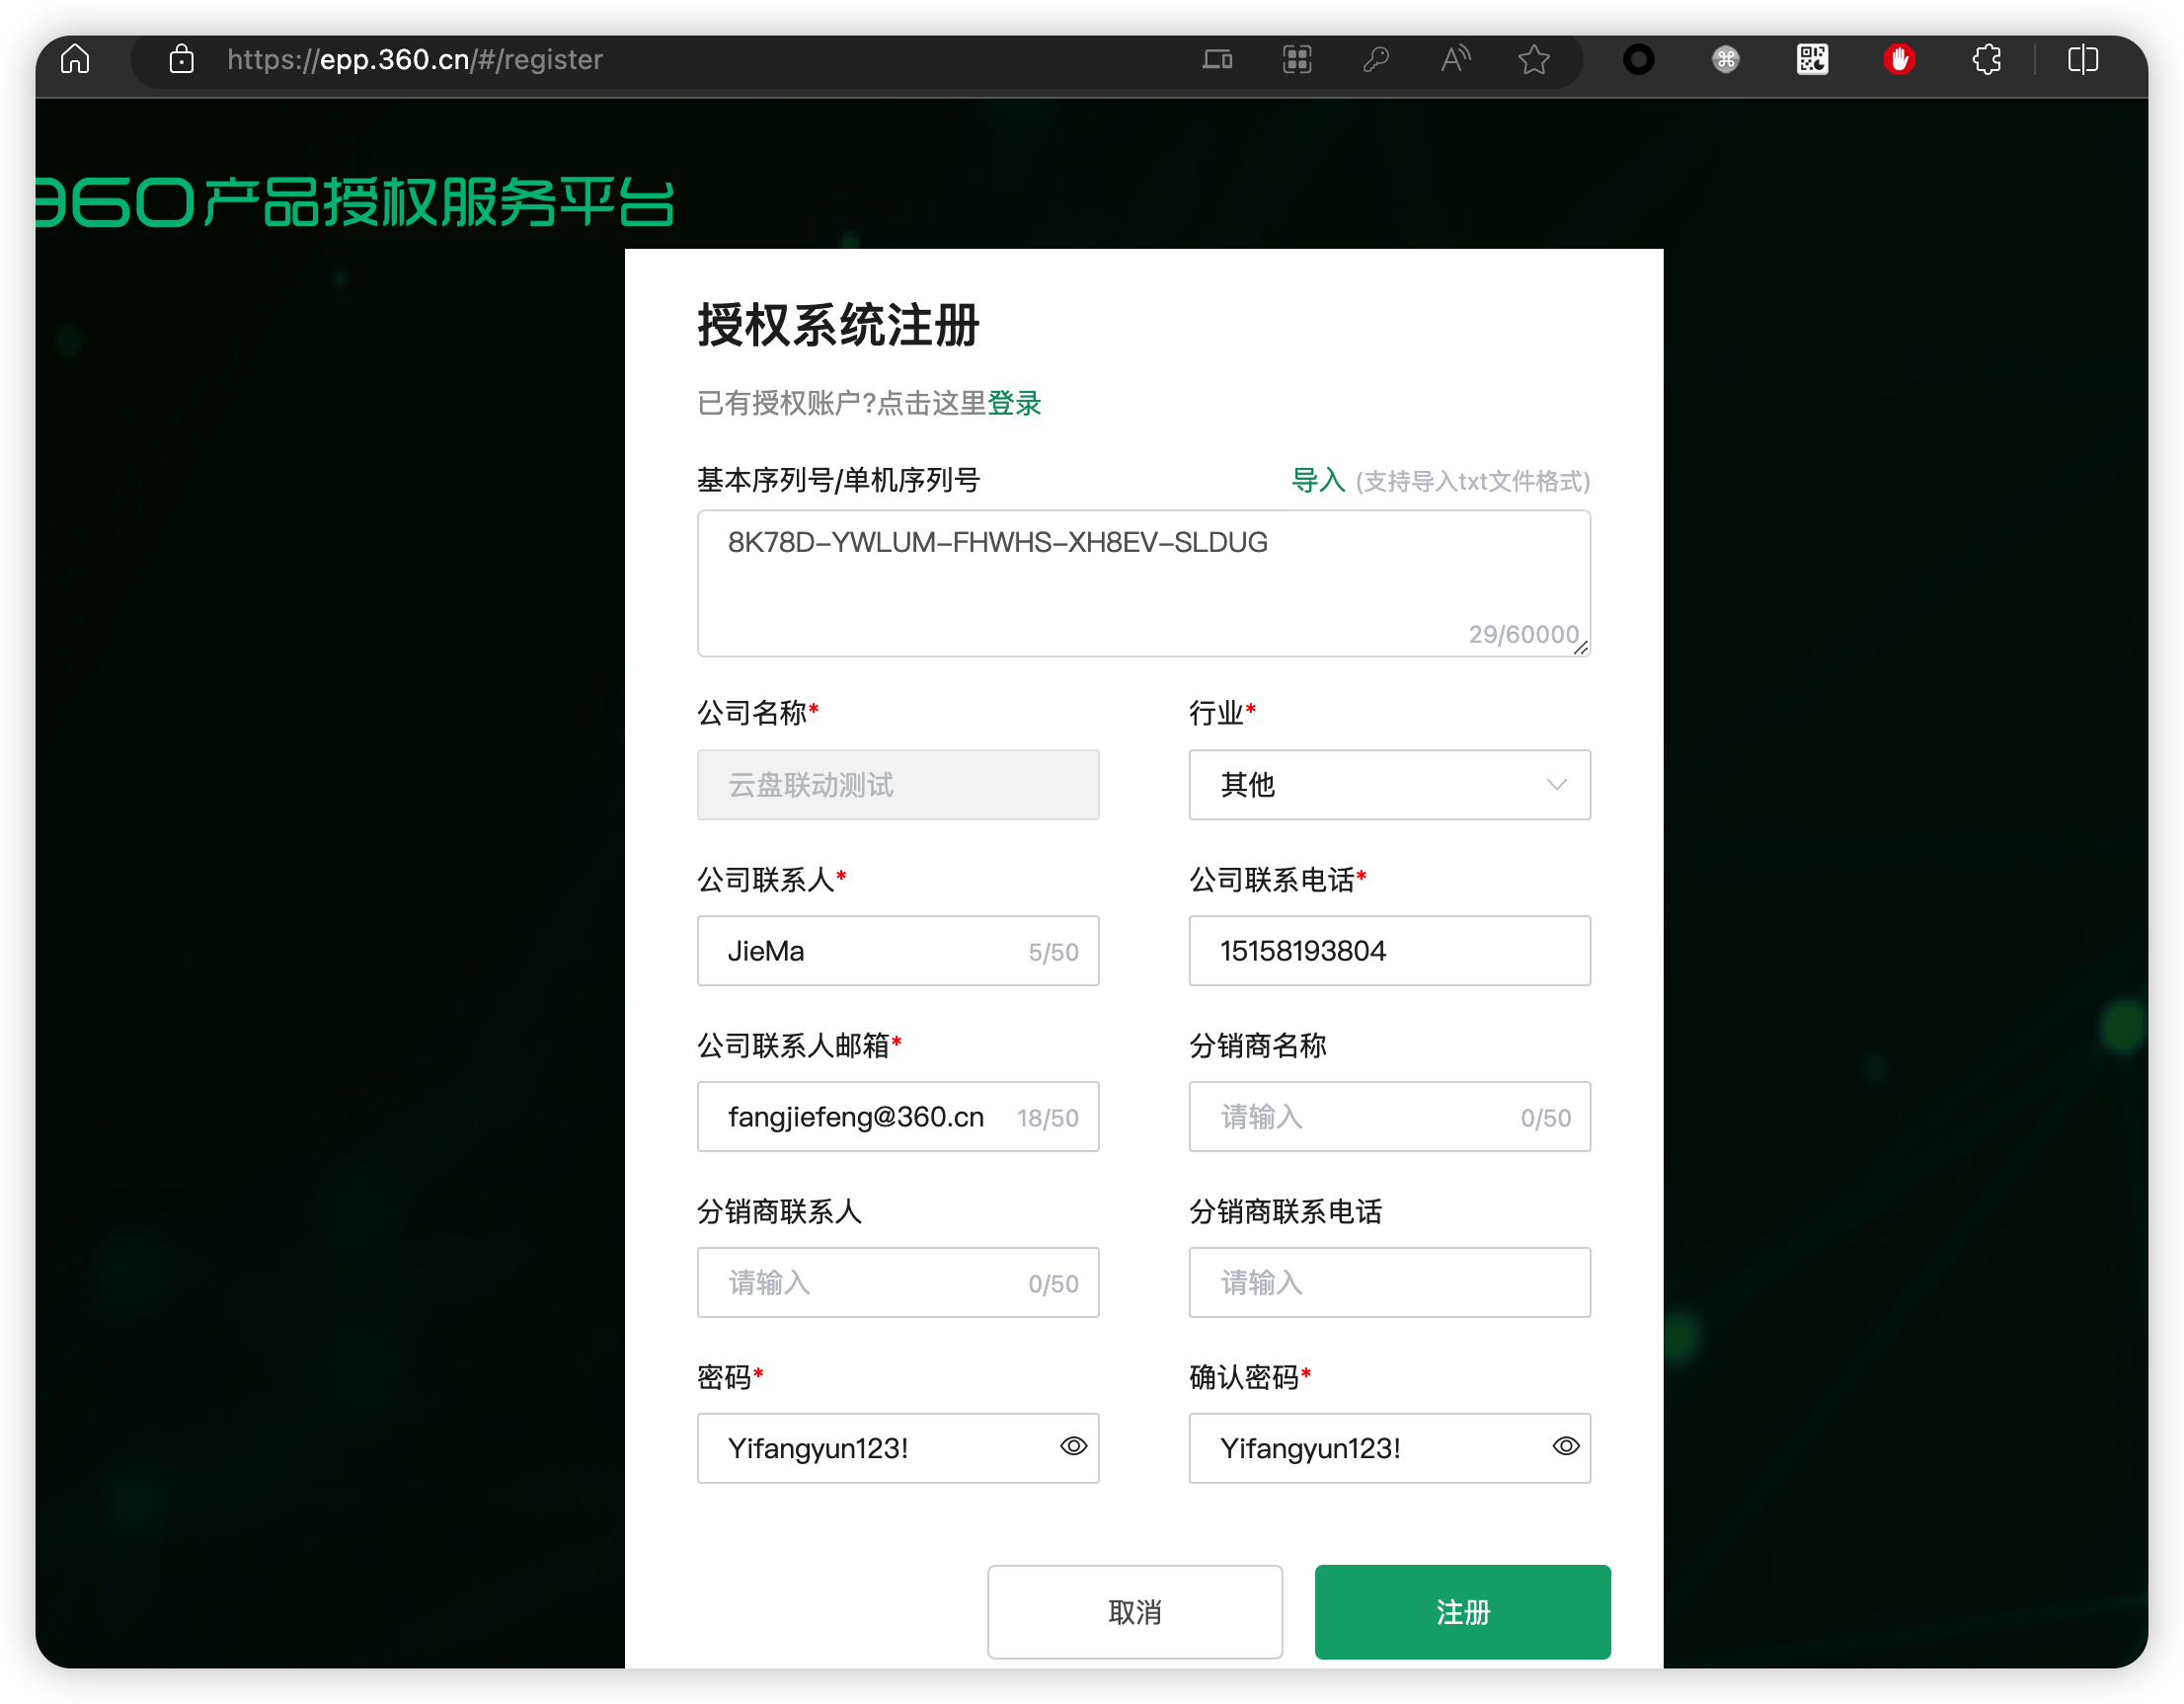 https://epp.360.cn/#/register
360产品授权服务平台
授权系统注册
已有授权账户?点击这里登录
基本序列号/单机序列号 导入 (支持导入txt文件格式)
8K78D-YWLUM-FHWHS-XH8EV-SLDUG
29/60000
公司名称* 行业*
云盘联动测试 其他
公司联系人* 公司联系电话*
JieMa 5/50 15158193804
公司联系人邮箱* 分销商名称
fangjiefeng@360.cn 18/50 请输入 0/50
分销商联系人 分销商联系电话
请输入 0/50 请输入
密码* 确认密码*
Yifangyun123! Yifangyun123!
取消 注册